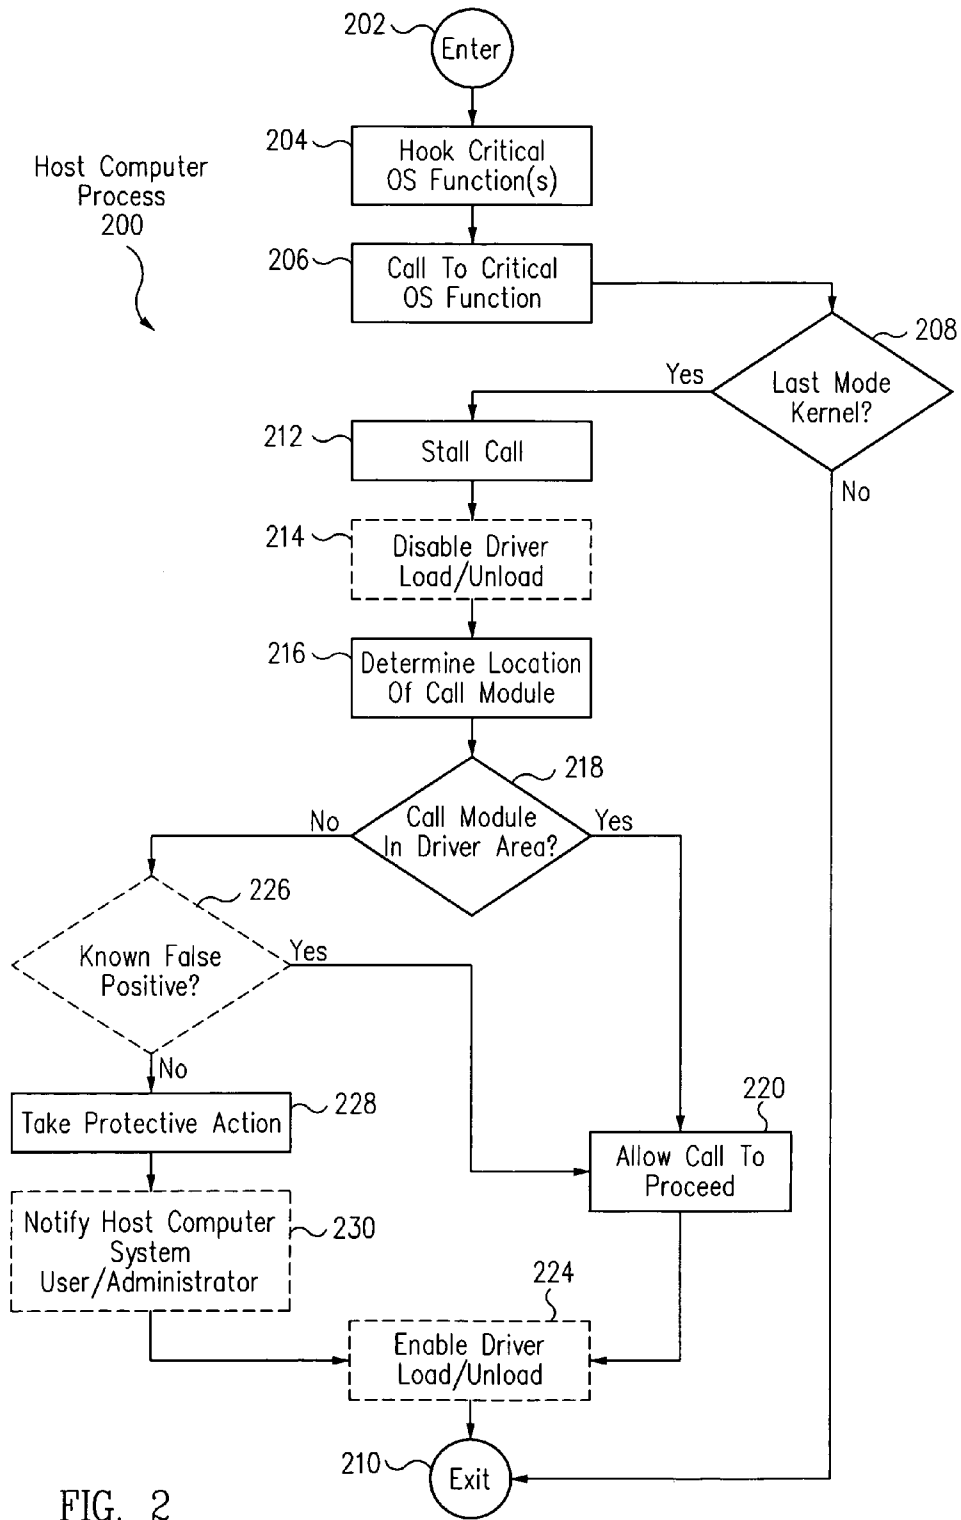 202
Enter
204
Hook Critical
OS Function(s)
Host Computer
Process
200
206
Call To Critical
OS Function
208
Last Mode
Kernel?
Yes
No
212
Stall Call
214
Disable Driver
Load/Unload
216
Determine Location
Of Call Module
218
Call Module
In Driver Area?
No
Yes
226
Known False
Positive?
Yes
No
228
Take Protective Action
220
Allow Call To
Proceed
230
Notify Host Computer
System
User/Administrator
224
Enable Driver
Load/Unload
210
Exit
FIG. 2